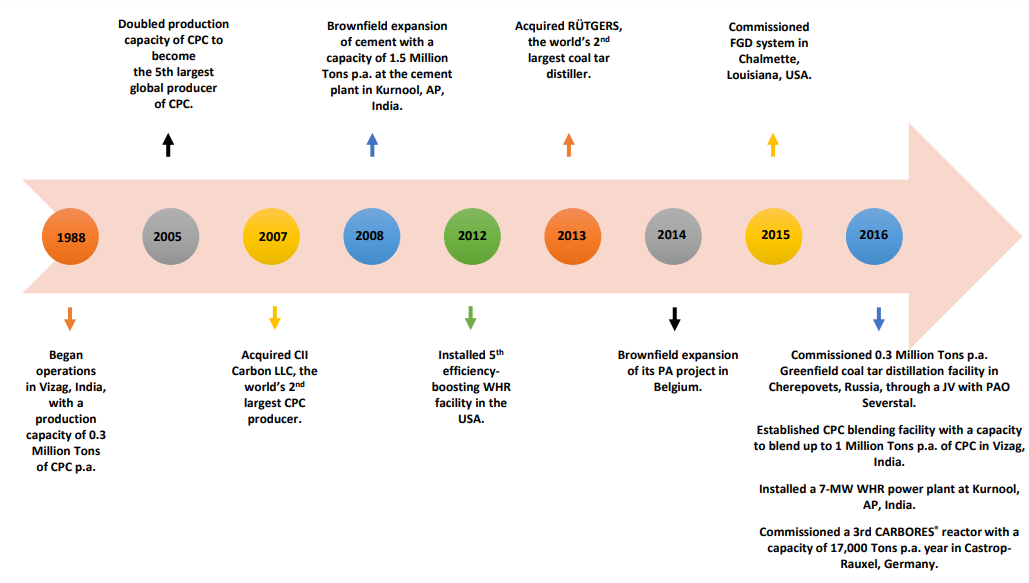 Doubled production
capacity of CPC to
become
the 5th largest
global producer
of CPC.
Brownfield expansion
of cement with a
capacity of 1.5 Million
Tons p.a. at the cement
plant in Kurnool, AP,
India.
Acquired RÜTGERS,
the world’s 2nd
largest coal tar
distiller.
Commissioned
FGD system in
Chalmette,
Louisiana, USA.
1988
2005
2007
2008
2012
2013
2014
2015
2016
Began
operations
in Vizag, India,
with a
production
capacity of 0.3
Million Tons
of CPC p.a.
Acquired CII
Carbon LLC, the
world’s 2nd
largest CPC
producer.
Installed 5th
efficiency-
boosting WHR
facility in the
USA.
Brownfield expansion
of its PA project in
Belgium.
Commissioned 0.3 Million Tons p.a.
Greenfield coal tar distillation facility in
Cherepovets, Russia, through a JV with PAO
Severstal.
Established CPC blending facility with a capacity
to blend up to 1 Million Tons p.a. of CPC in Vizag,
India.
Installed a 7-MW WHR power plant at Kurnool,
AP, India.
Commissioned a 3rd CARBORES® reactor with a
capacity of 17,000 Tons p.a. year in Castrop-
Rauxel, Germany.